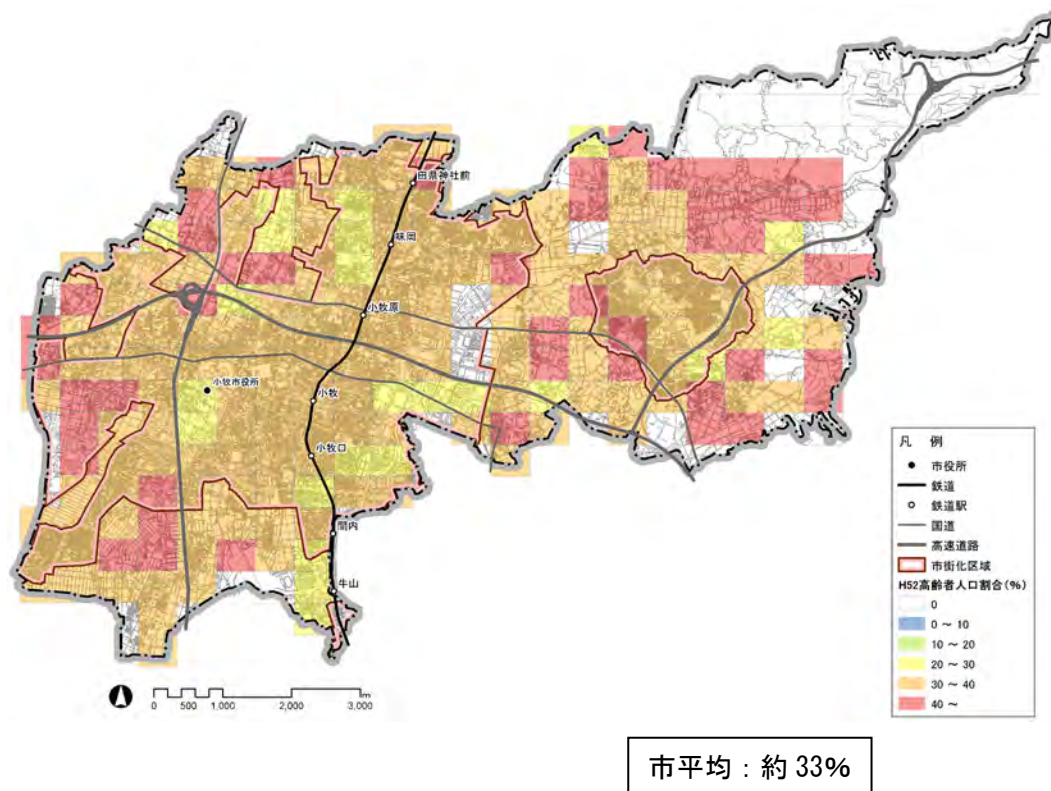 田県神社前
味岡
小牧原
小牧市役所
小牧
小牧口
間内
牛山
凡 例
市役所
鉄道
鉄道駅
国道
高速道路
市街化区域
H52高齢者人口割合(%)
0
0 ~ 10
10 ~ 20
20 ~ 30
30 ~ 40
40 ~
0 500 1,000 2,000 3,000 m
市平均:約 33%